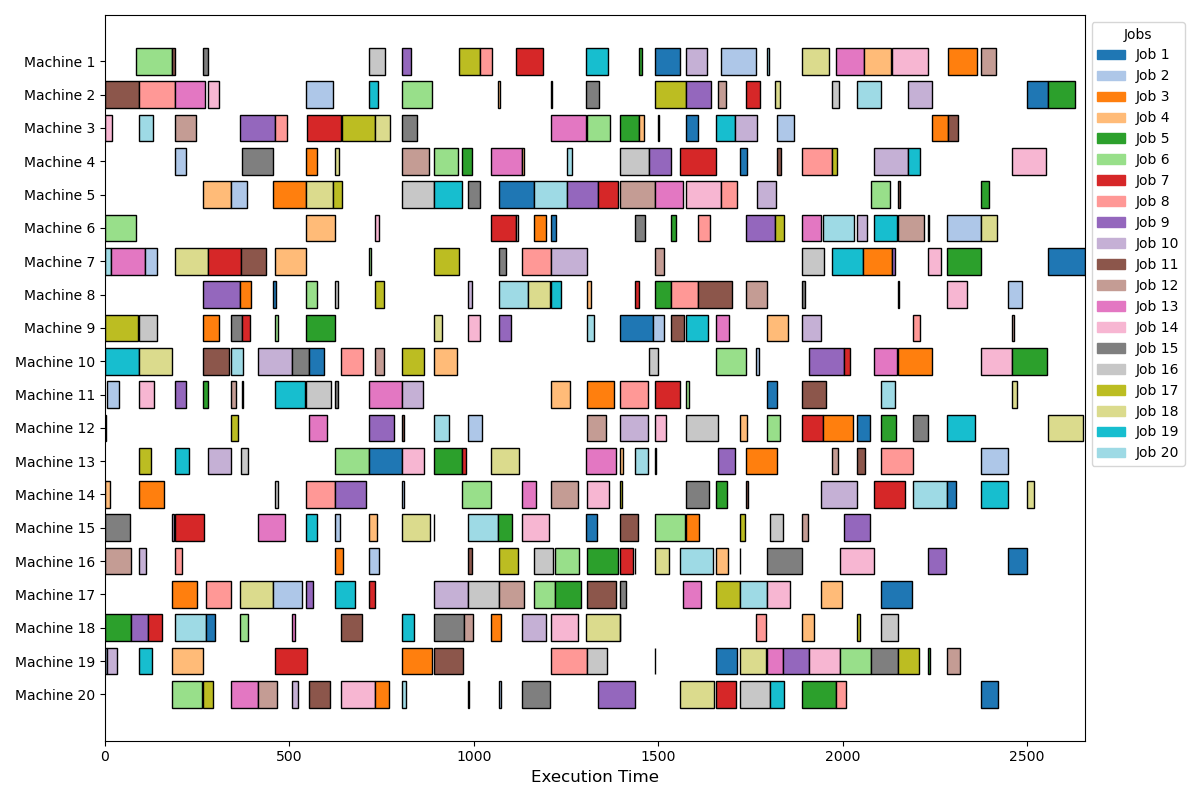 Machine 1
Machine 2
Machine 3
Machine 4
Machine 5
Machine 6
Machine 7
Machine 8
Machine 9
Machine 10
Machine 11
Machine 12
Machine 13
Machine 14
Machine 15
Machine 16
Machine 17
Machine 18
Machine 19
Machine 20
0 500 1000 1500 2000 2500
Execution Time
Jobs
Job 1
Job 2
Job 3
Job 4
Job 5
Job 6
Job 7
Job 8
Job 9
Job 10
Job 11
Job 12
Job 13
Job 14
Job 15
Job 16
Job 17
Job 18
Job 19
Job 20